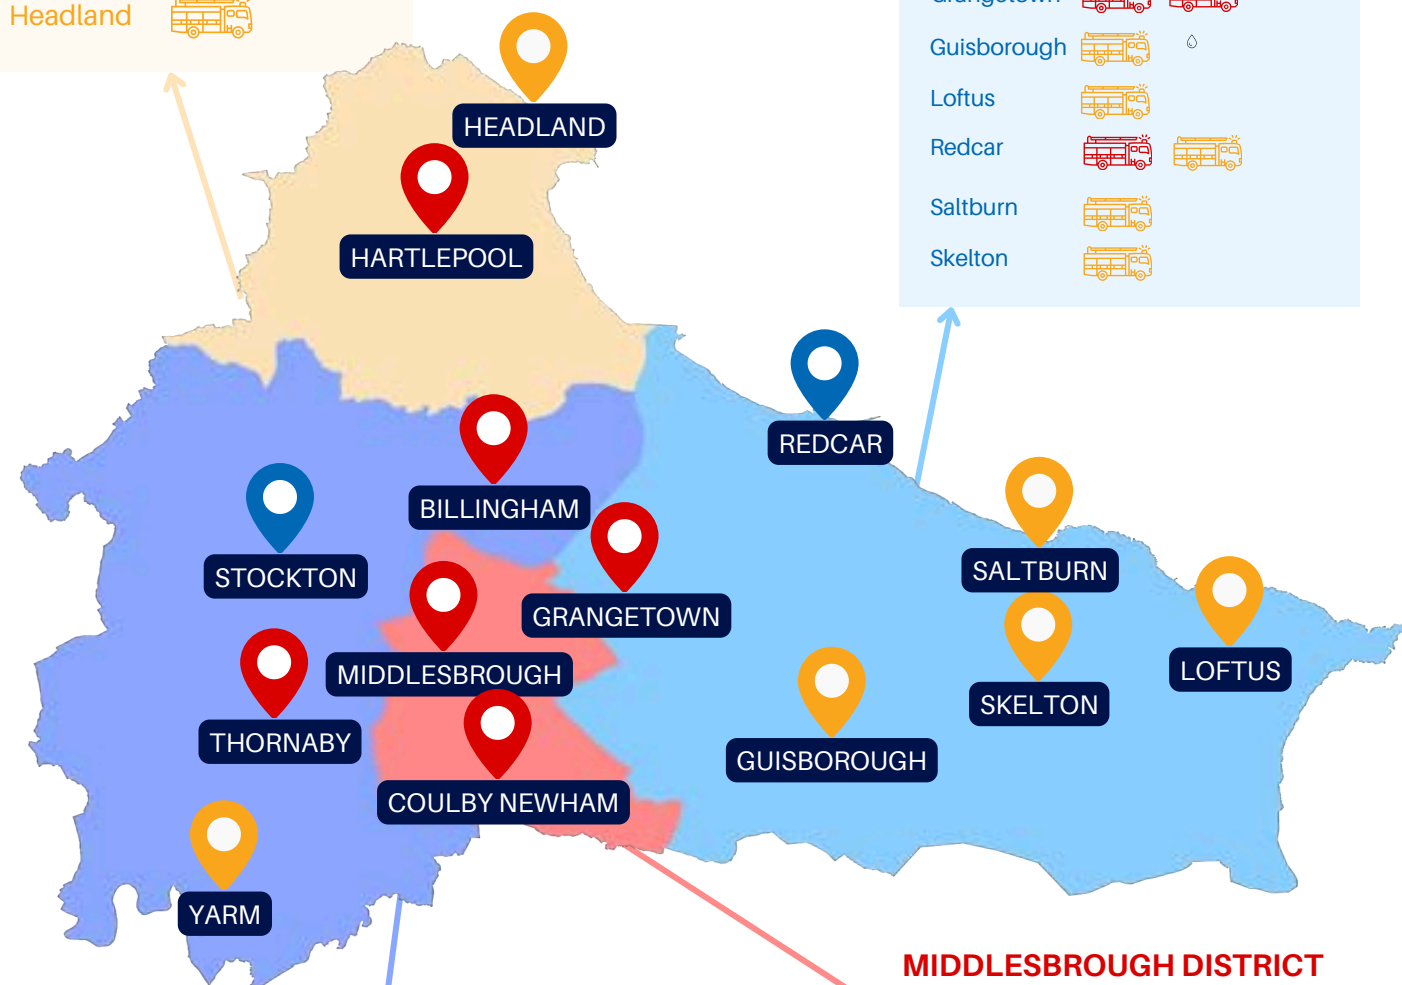 Headland
Grangetown
Guisborough
Loftus
Redcar
Saltburn
Skelton
HEADLAND
HARTLEPOOL
REDCAR
BILLINGHAM
STOCKTON
GRANGETOWN
SALTBURN
MIDDLESBROUGH
LOFTUS
SKELTON
THORNABY
GUISBOROUGH
COULBY NEWHAM
YARM
MIDDLESBROUGH DISTRICT